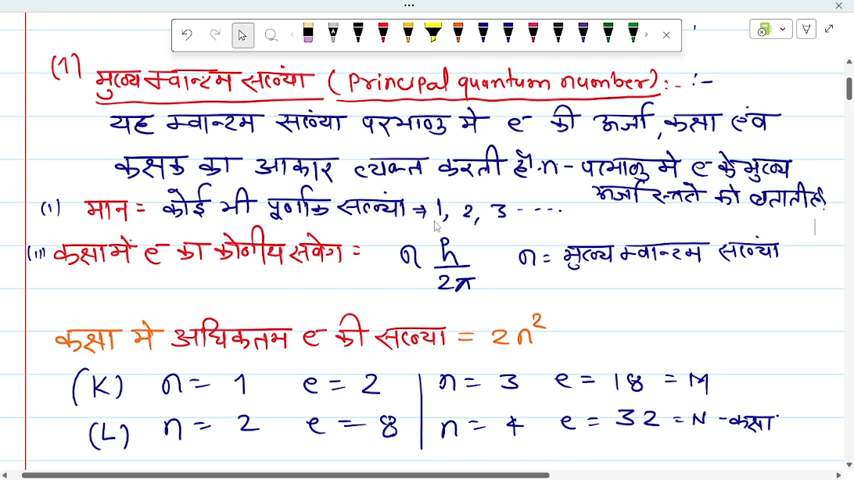 (1) मुख्य क्वान्टम संख्या (Principal quantum number) :- :-
यह क्वान्टम संख्या परमाणु मे e की ऊर्जा, कक्षा एवं
कक्षक का आकार व्यक्त करती है। n - परमाणु मे e के मुख्य
ऊर्जा स्तरो को बताती है।
(i) मान = कोई भी पूर्णांक संख्या → 1, 2, 3 ----
(ii) कक्षा मे e का कोणीय संवेग = n h/2π n = मुख्य क्वान्टम संख्या
कक्षा मे अधिकतम e की संख्या = 2n²
(K) n = 1 e = 2 | n = 3 e = 18 = M
(L) n = 2 e = 8 | n = 4 e = 32 = N - कक्षा